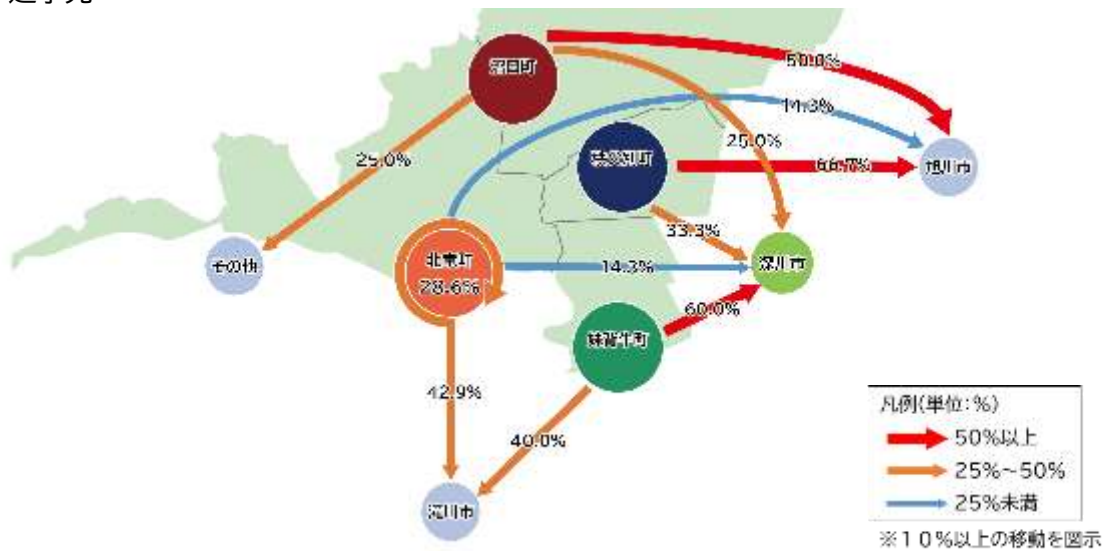 沼田町
50.0%
14.3%
25.0%
秩父別町
66.7%
旭川市
25.0%
33.3%
その他
北竜町
28.6%
14.3%
深川市
60.0%
妹背牛町
42.9%
40.0%
滝川市
凡例(単位:%)
50%以上
25%～50%
25%未満
※10%以上の移動を図示